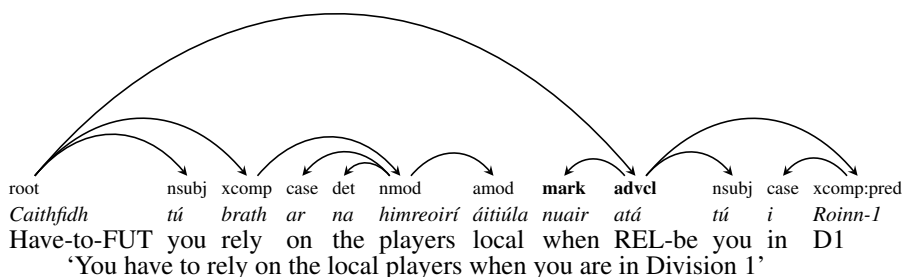 root nsubj xcomp case det nmod amod mark advcl nsubj case xcomp:pred
Caithfidh tú brath ar na himreoirí áitiúla nuair atá tú i Roinn-1
Have-to-FUT you rely on the players local when REL-be you in D1
‘You have to rely on the local players when you are in Division 1’